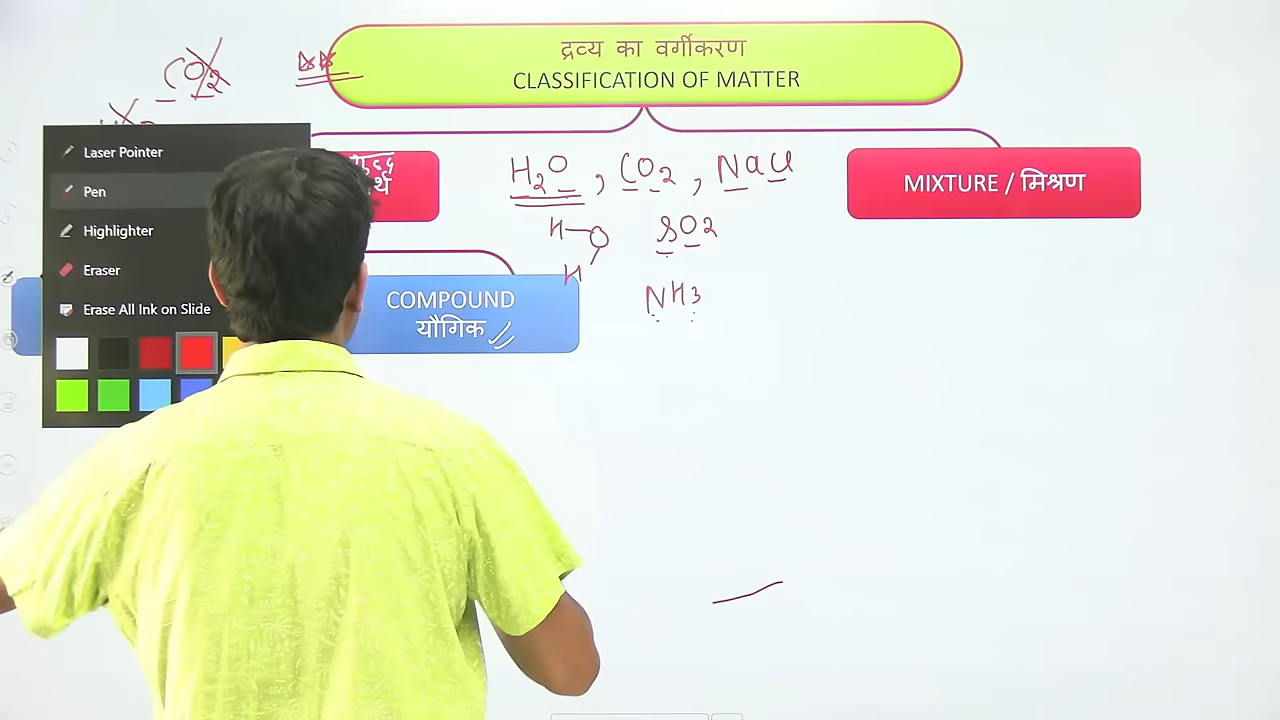 CO2
द्रव्य का वर्गीकरण
CLASSIFICATION OF MATTER
Laser Pointer
Pen
Highlighter
Eraser
Erase All Ink on Slide
H2O , CO2 , NaCl
MIXTURE / मिश्रण
H O
H
SO2
NH3
COMPOUND
यौगिक